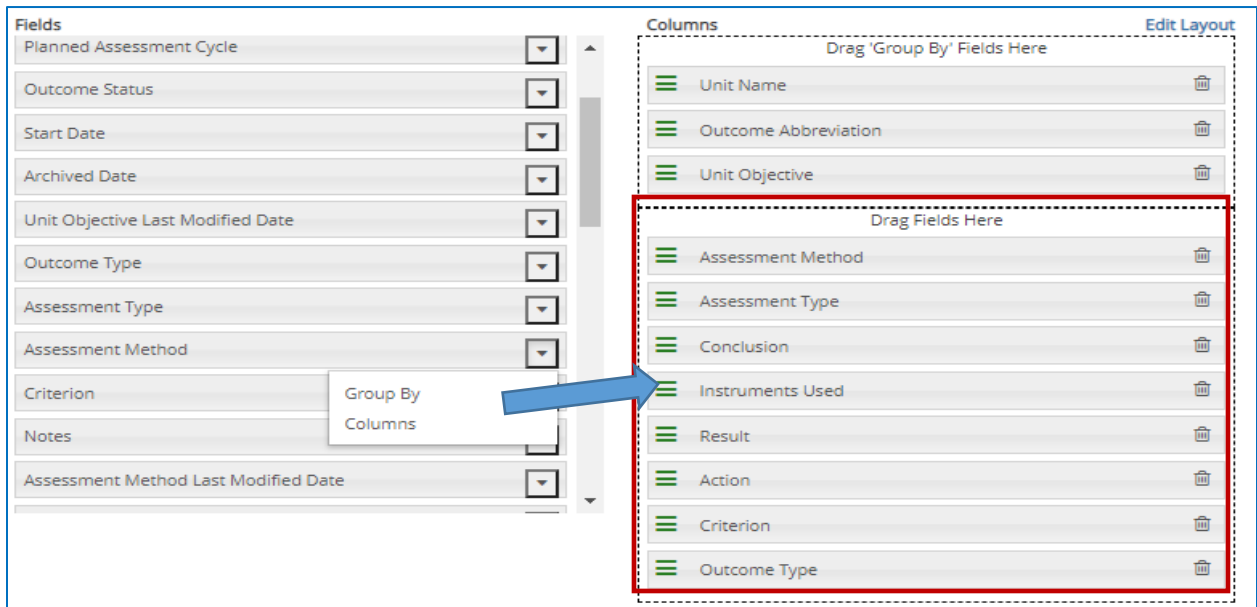 Fields
Planned Assessment Cycle
Outcome Status
Start Date
Archived Date
Unit Objective Last Modified Date
Outcome Type
Assessment Type
Assessment Method
Criterion
Group By
Columns
Notes
Assessment Method Last Modified Date
Columns
Edit Layout
Drag 'Group By' Fields Here
Unit Name
Outcome Abbreviation
Unit Objective
Drag Fields Here
Assessment Method
Assessment Type
Conclusion
Instruments Used
Result
Action
Criterion
Outcome Type